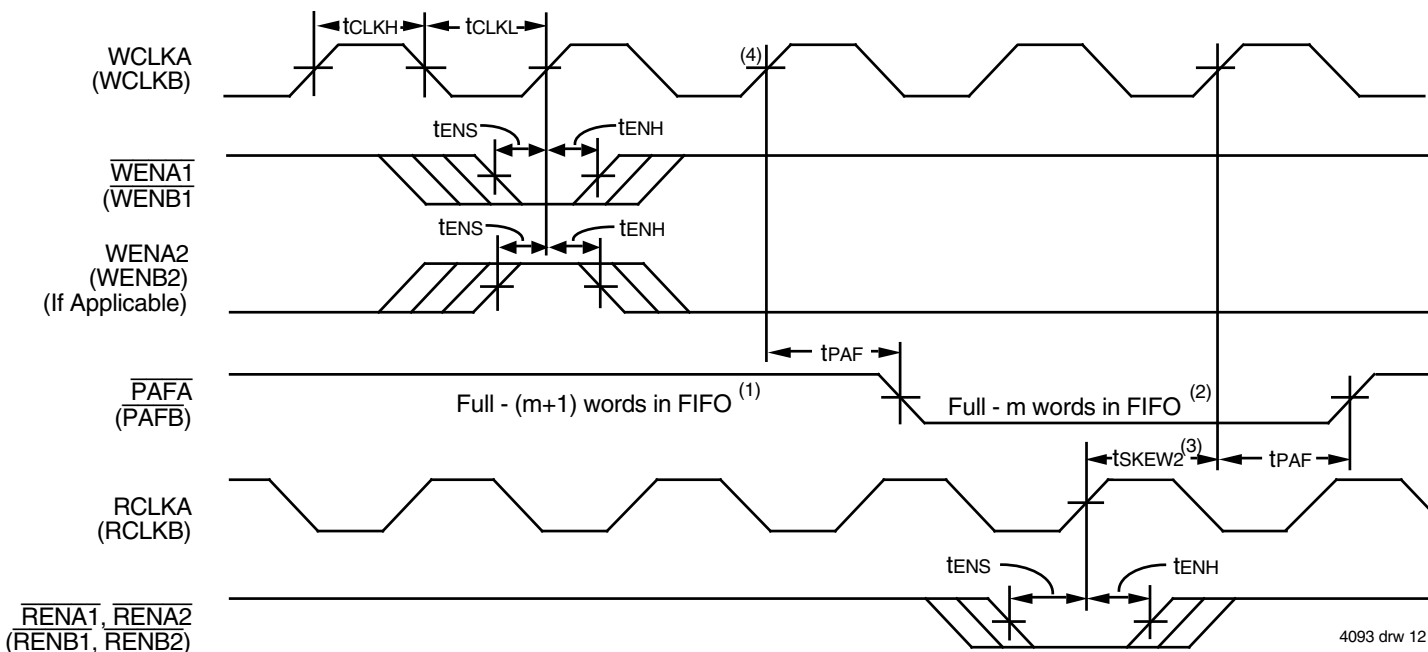 tCLKH
tCLKL
WCLKA
(WCLKB)
(4)
tENS
tENH
WENA1
(WENB1
tENS
tENH
WENA2
(WENB2)
(If Applicable)
tPAF
PAFA
(PAFB)
Full - (m+1) words in FIFO (1)
Full - m words in FIFO (2)
tSKEW2(3)
tPAF
RCLKA
(RCLKB)
tENS
tENH
RENA1, RENA2
(RENB1, RENB2)
4093 drw 12